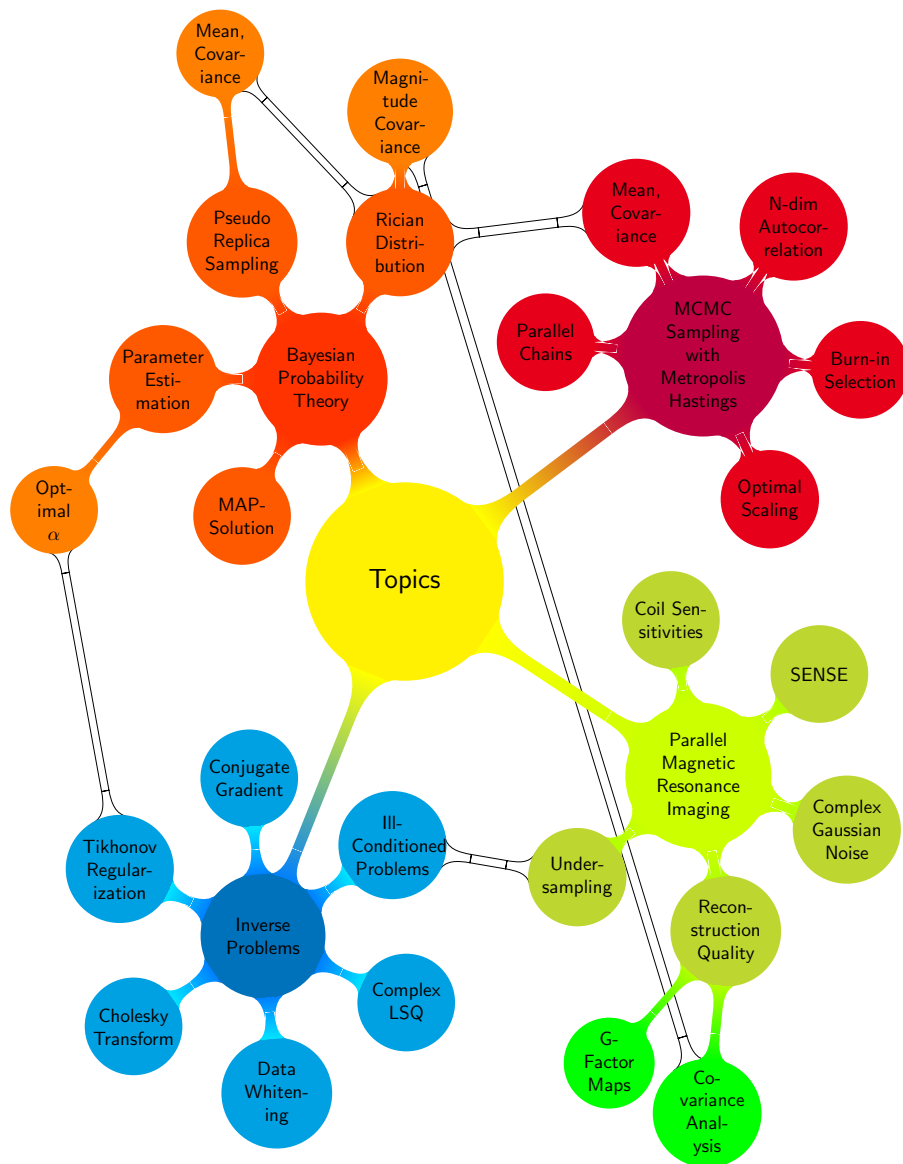 Mean,
Covar-
iance
Magni-
tude
Covar-
iance
Pseudo
Replica
Sampling
Rician
Distri-
bution
Mean,
Covar-
iance
N-dim
Autocor-
relation
Parallel
Chains
MCMC
Sampling
with
Metropolis
Hastings
Burn-in
Selection
Parameter
Esti-
mation
Bayesian
Probability
Theory
Opt-
imal
α
MAP-
Solution
Optimal
Scaling
Topics
Coil Sen-
sitivities
SENSE
Parallel
Magnetic
Resonance
Imaging
Conjugate
Gradient
Ill-
Conditioned
Problems
Complex
Gaussian
Noise
Tikhonov
Regular-
ization
Under-
sampling
Inverse
Problems
Recon-
struction
Quality
Cholesky
Transform
Complex
LSQ
Data
Whiten-
ing
G-
Factor
Maps
Co-
variance
Anal-
ysis